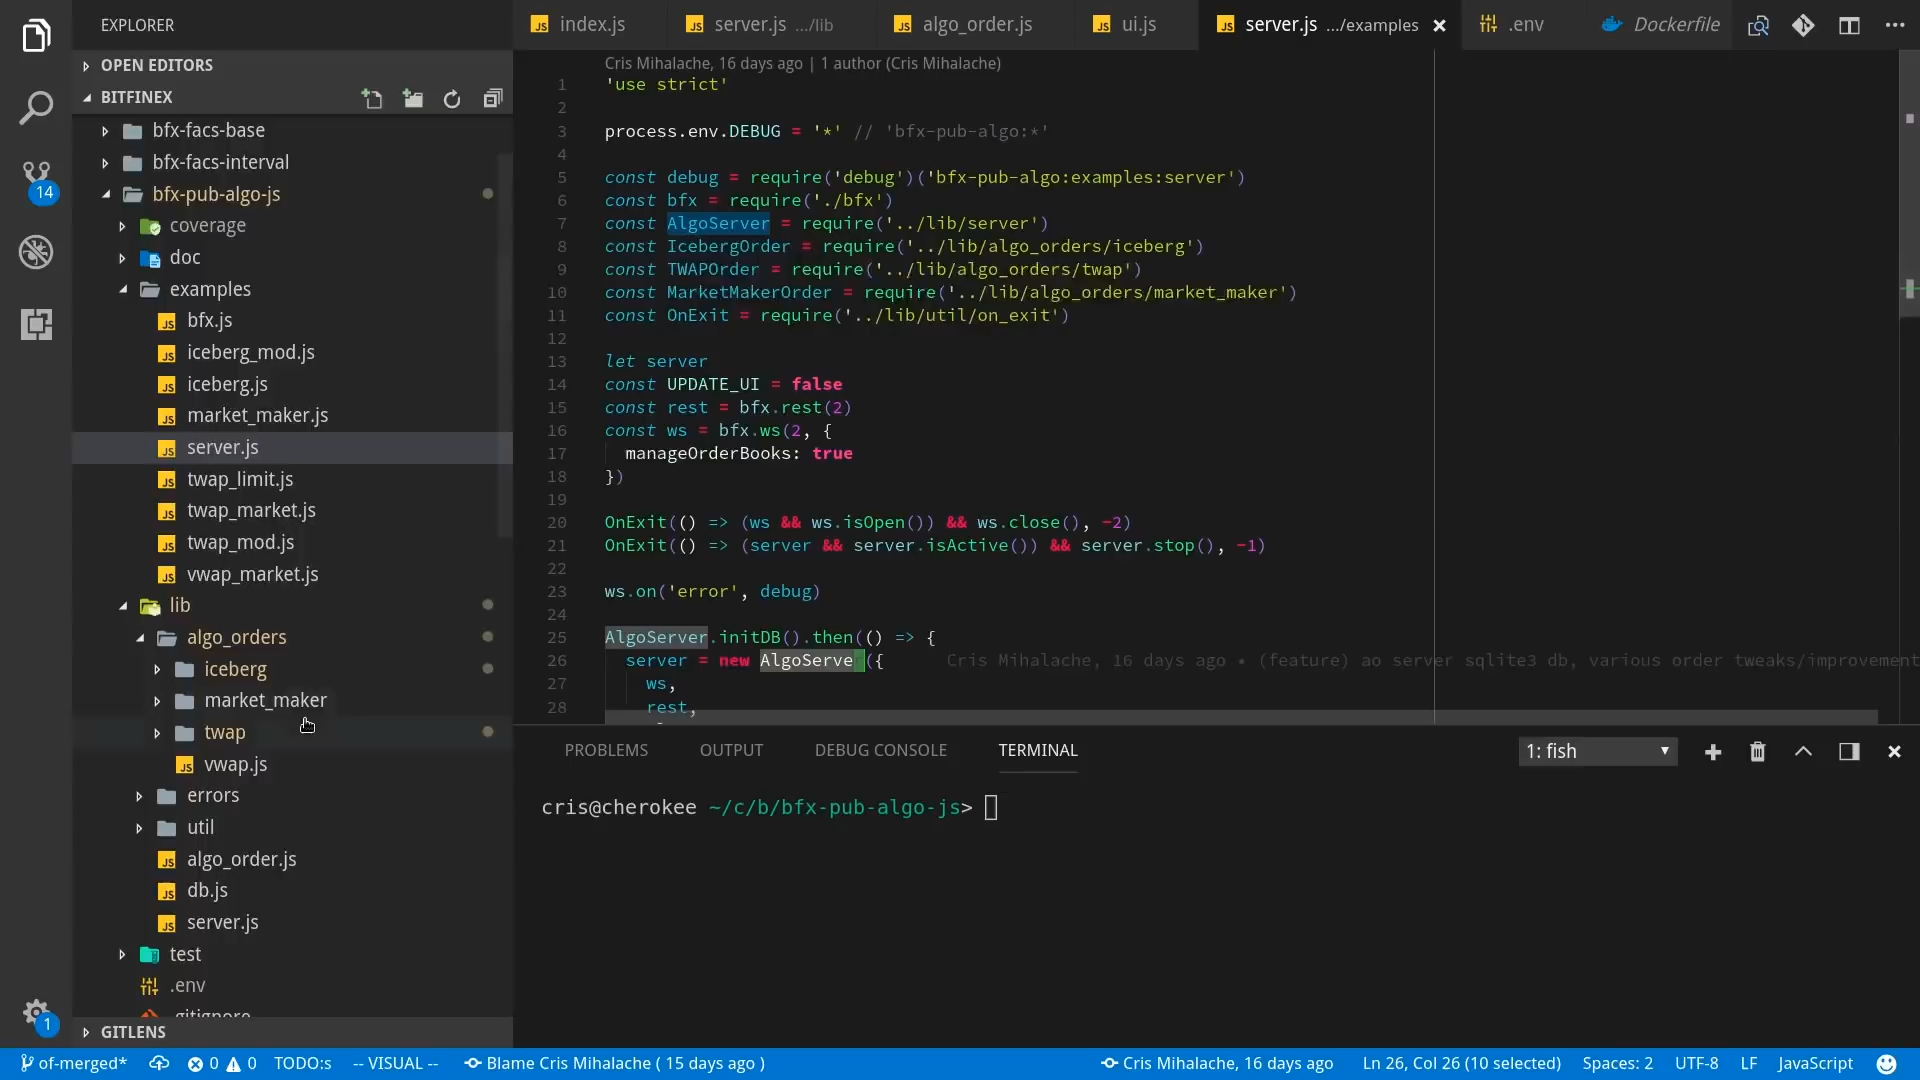 EXPLORER
OPEN EDITORS
BITFINEX
bfx-facs-base
bfx-facs-interval
bfx-pub-algo-js
coverage
doc
examples
bfx.js
iceberg_mod.js
iceberg.js
market_maker.js
server.js
twap_limit.js
twap_market.js
twap_mod.js
vwap_market.js
lib
algo_orders
iceberg
market_maker
twap
vwap.js
errors
util
algo_order.js
db.js
server.js
test
.env
.gitignore
GITLENS
14
1
index.js
server.js .../lib
algo_order.js
ui.js
server.js .../examples
.env
Dockerfile
Cris Mihalache, 16 days ago | 1 author (Cris Mihalache)
1 'use strict'
2
3 process.env.DEBUG = '*' // 'bfx-pub-algo:*'
4
5 const debug = require('debug')('bfx-pub-algo:examples:server')
6 const bfx = require('./bfx')
7 const AlgoServer = require('../lib/server')
8 const IcebergOrder = require('../lib/algo_orders/iceberg')
9 const TWAPOrder = require('../lib/algo_orders/twap')
10 const MarketMakerOrder = require('../lib/algo_orders/market_maker')
11 const OnExit = require('../lib/util/on_exit')
12
13 let server
14 const UPDATE_UI = false
15 const rest = bfx.rest(2)
16 const ws = bfx.ws(2, {
17 manageOrderBooks: true
18 })
19
20 OnExit(() => (ws && ws.isOpen()) && ws.close(), -2)
21 OnExit(() => (server && server.isActive()) && server.stop(), -1)
22
23 ws.on('error', debug)
24
25 AlgoServer.initDB().then(() => {
26 server = new AlgoServer({ Cris Mihalache, 16 days ago • (feature) ao server sqlite3 db, various order tweaks/improvement
27 ws,
28 rest,
PROBLEMS OUTPUT DEBUG CONSOLE TERMINAL
1: fish
cris@cherokee ~/c/b/bfx-pub-algo-js>
of-merged* 0 0 TODO:s -- VISUAL -- Blame Cris Mihalache ( 15 days ago ) Cris Mihalache, 16 days ago Ln 26, Col 26 (10 selected) Spaces: 2 UTF-8 LF JavaScript